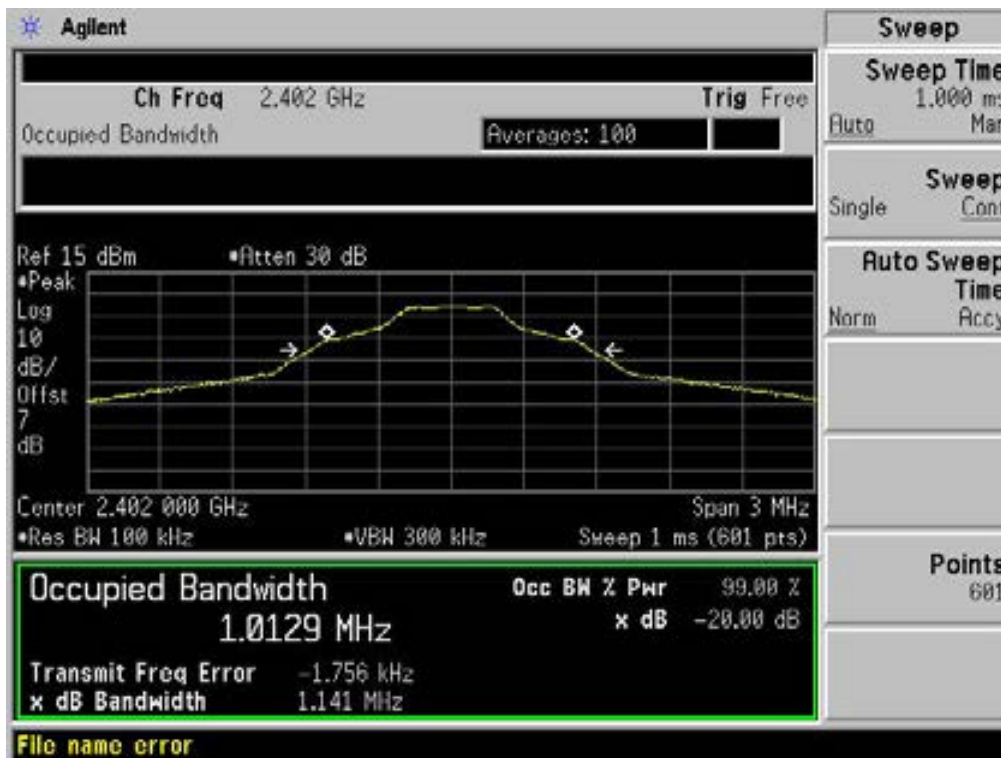 Agilent
Ch Freq 2.402 GHz Trig Free
Occupied Bandwidth Averages: 100
Ref 15 dBm •Atten 30 dB
•Peak
Log
10
dB/
Offst
7
dB
Center 2.402 000 GHz Span 3 MHz
•Res BW 100 kHz •VBW 300 kHz Sweep 1 ms (601 pts)
Occupied Bandwidth Occ BW % Pwr 99.00 %
1.0129 MHz x dB -20.00 dB
Transmit Freq Error -1.756 kHz
x dB Bandwidth 1.141 MHz
File name error
Sweep
Sweep Time
1.000 ms
Auto Man
Sweep
Single Cont
Auto Sweep
Time
Norm Accy
Points
601